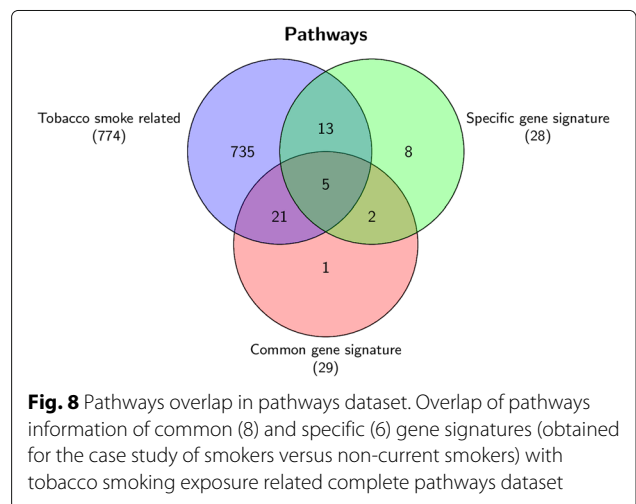 Pathways
Tobacco smoke related
(774)
Specific gene signature
(28)
13
735
8
5
21
2
1
Common gene signature
(29)
Fig. 8 Pathways overlap in pathways dataset. Overlap of pathways
information of common (8) and specific (6) gene signatures (obtained
for the case study of smokers versus non-current smokers) with
tobacco smoking exposure related complete pathways dataset